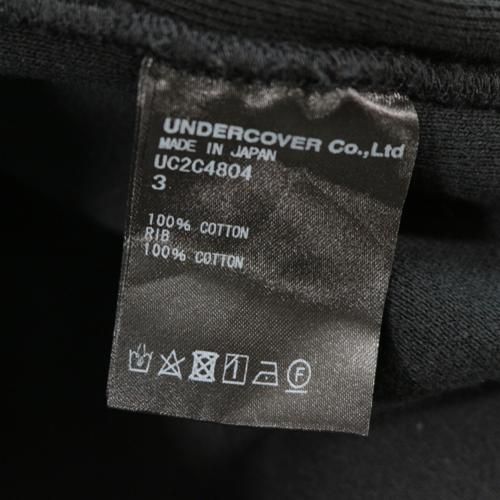 UNDERCOVER Co.,Ltd
MADE IN JAPAN
UC2C4804
3
100% COTTON
RIB
100% COTTON
F